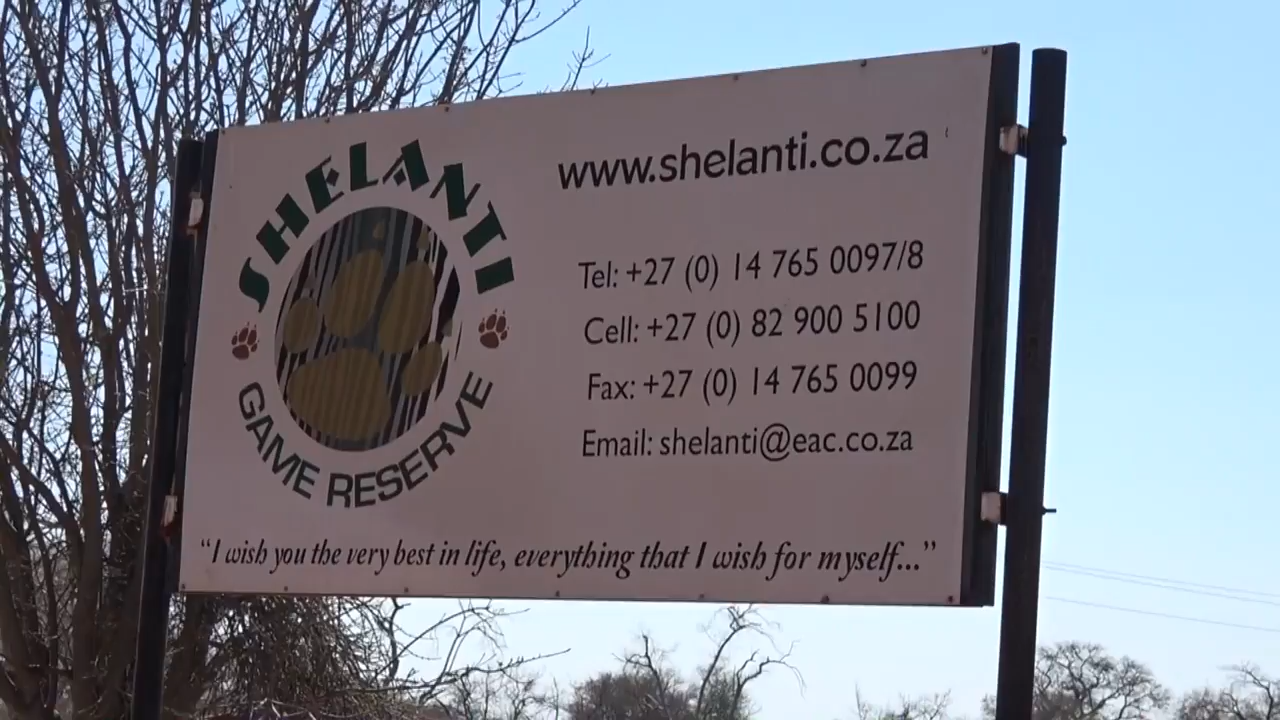 SHELANTI
GAME RESERVE
www.shelanti.co.za
Tel: +27 (0) 14 765 0097/8
Cell: +27 (0) 82 900 5100
Fax: +27 (0) 14 765 0099
Email: shelanti@eac.co.za
“I wish you the very best in life, everything that I wish for myself...”